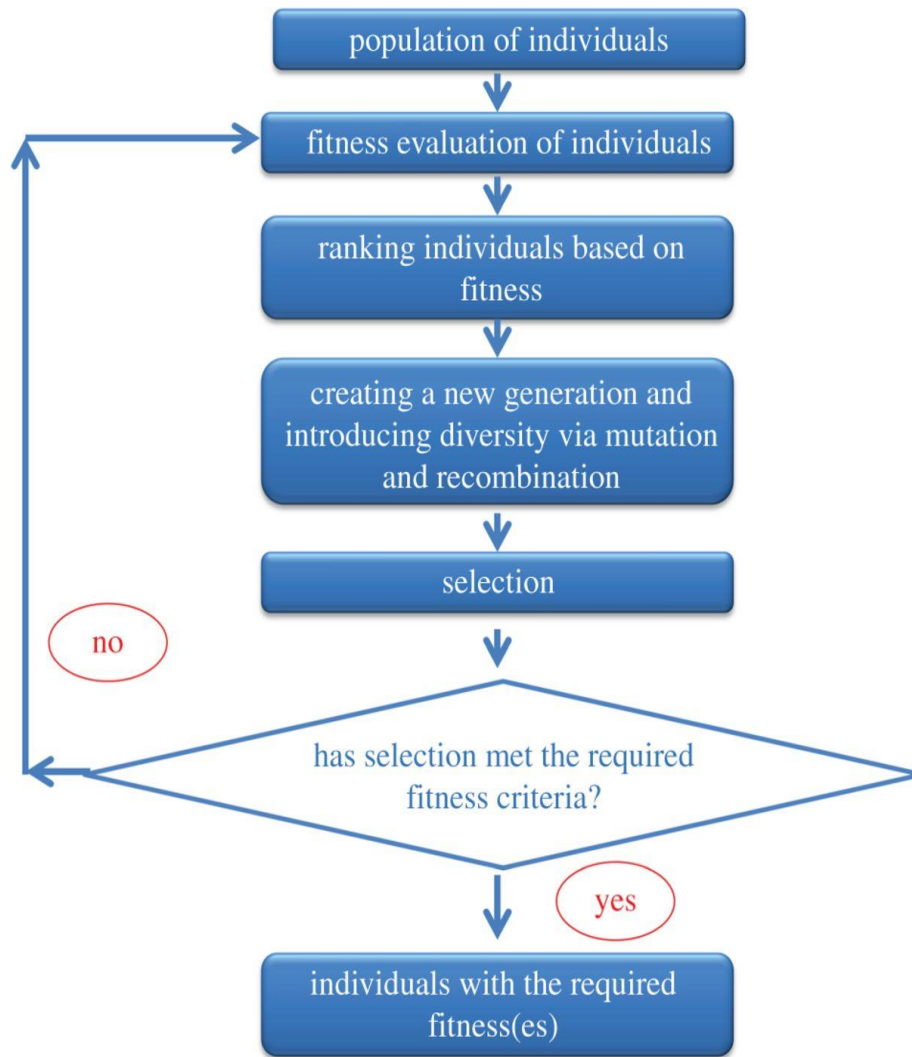 population of individuals
fitness evaluation of individuals
ranking individuals based on
fitness
creating a new generation and
introducing diversity via mutation
and recombination
selection
no
has selection met the required
fitness criteria?
yes
individuals with the required
fitness(es)